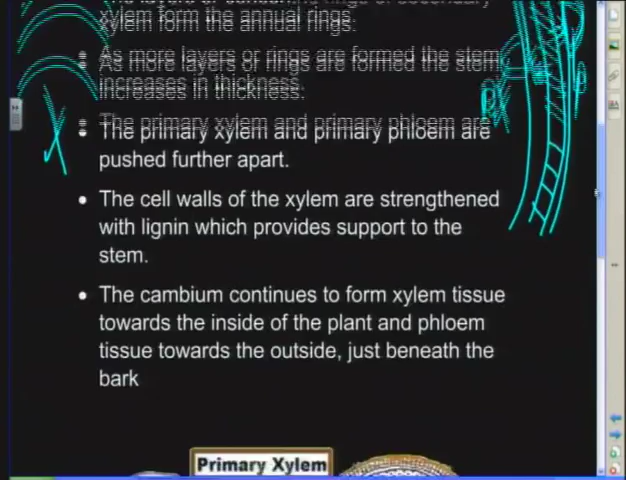 xylem form the annual rings.
As more layers or rings are formed the stem
increases in thickness.
The primary xylem and primary phloem are
pushed further apart.
The cell walls of the xylem are strengthened
with lignin which provides support to the
stem.
The cambium continues to form xylem tissue
towards the inside of the plant and phloem
tissue towards the outside, just beneath the
bark
Primary Xylem